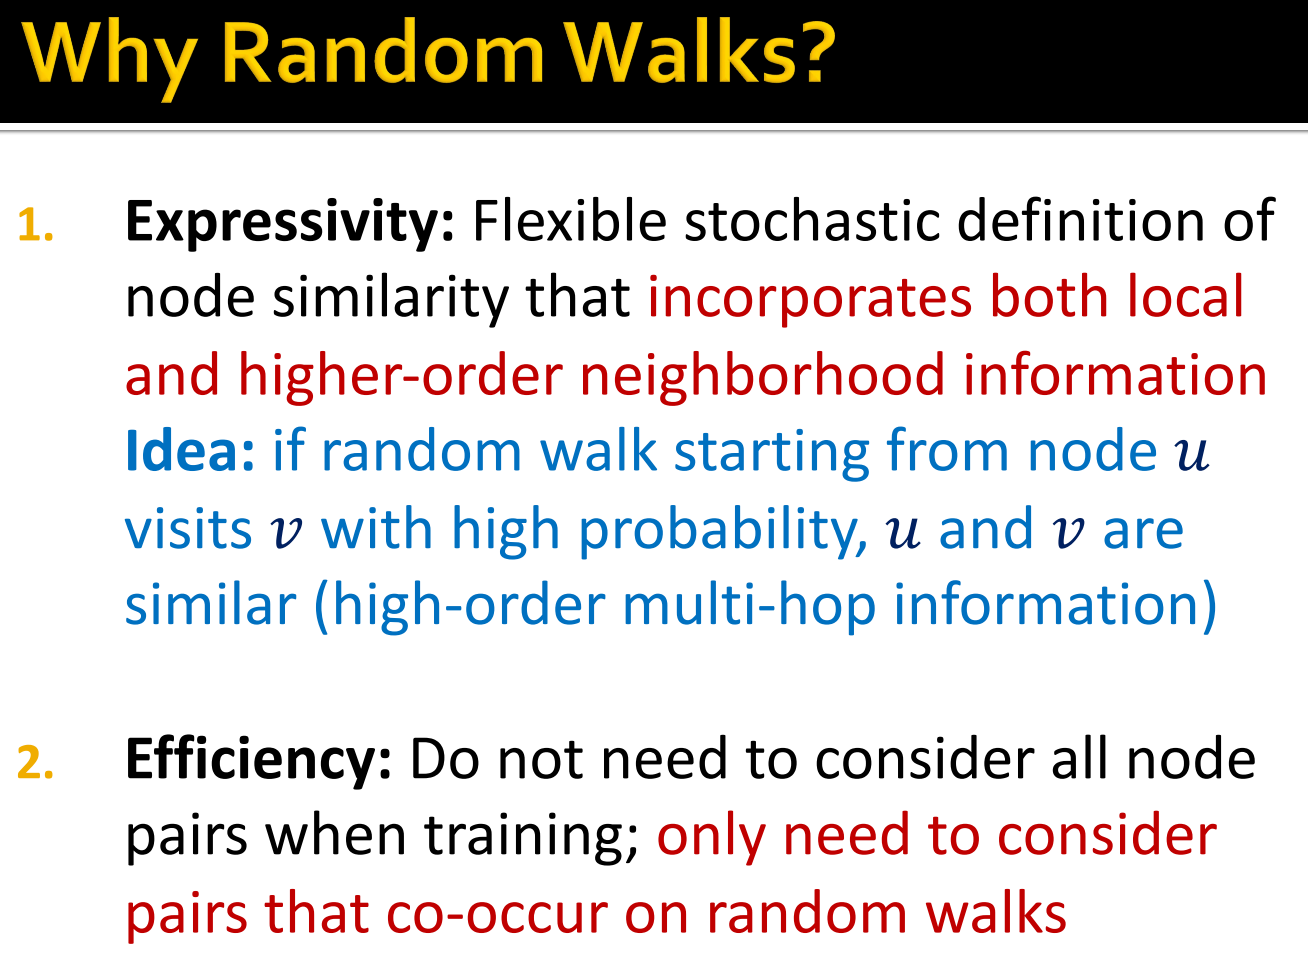 Why Random Walks?
1. Expressivity: Flexible stochastic definition of
node similarity that incorporates both local
and higher-order neighborhood information
Idea: if random walk starting from node 𝑢
visits 𝑣 with high probability, 𝑢 and 𝑣 are
similar (high-order multi-hop information)
2. Efficiency: Do not need to consider all node
pairs when training; only need to consider
pairs that co-occur on random walks